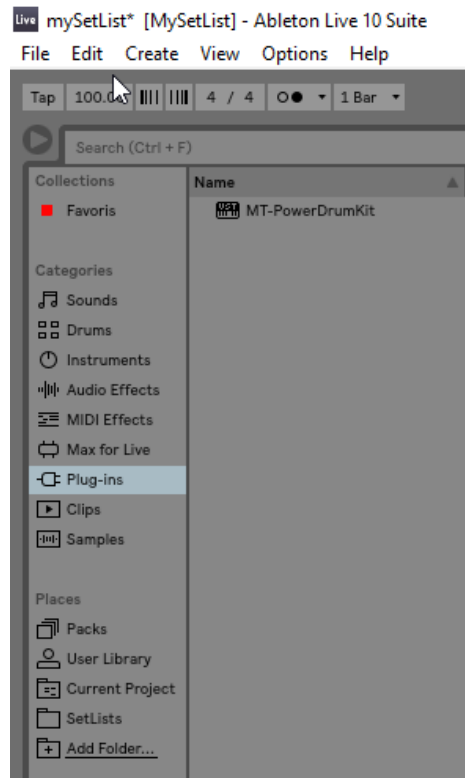 Live mySetList* [MySetList] - Ableton Live 10 Suite
File Edit Create View Options Help
Tap 100.0 4 / 4 1 Bar
Search (Ctrl + F)
Collections
Name
Favoris
MT-PowerDrumKit
Categories
Sounds
Drums
Instruments
Audio Effects
MIDI Effects
Max for Live
Plug-ins
Clips
Samples
Places
Packs
User Library
Current Project
SetLists
Add Folder...